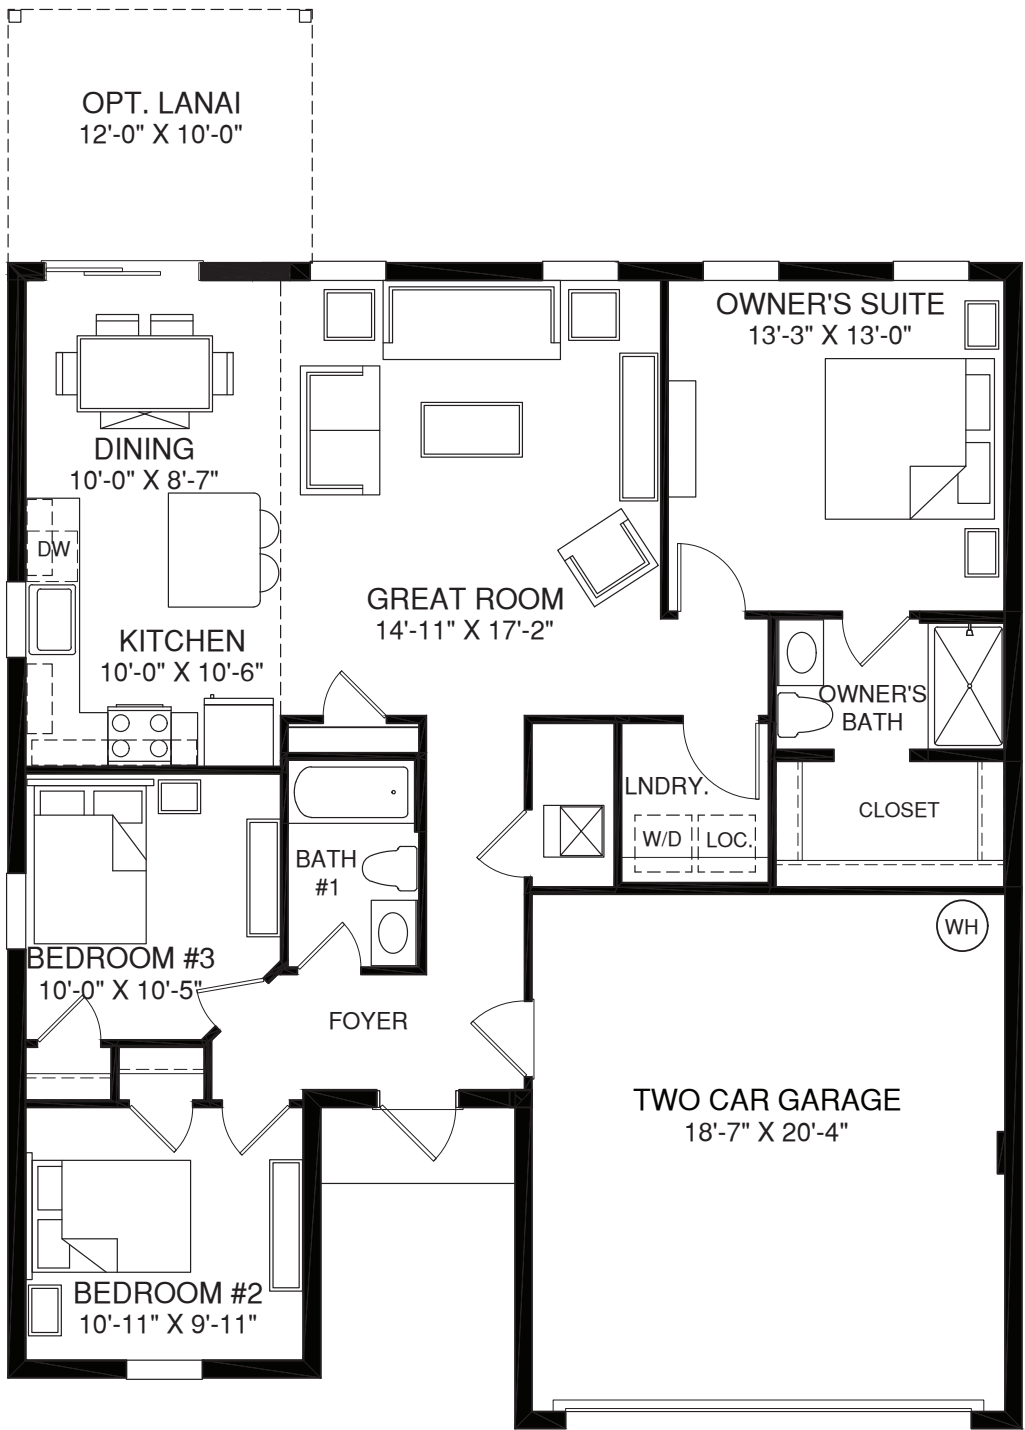 OPT. LANAI
12'-0" X 10'-0"
OWNER'S SUITE
13'-3" X 13'-0"
DINING
10'-0" X 8'-7"
DW
GREAT ROOM
14'-11" X 17'-2"
KITCHEN
10'-0" X 10'-6"
OWNER'S
BATH
LNDRY.
W/D
LOC.
CLOSET
BATH
#1
WH
BEDROOM #3
10'-0" X 10'-5"
FOYER
TWO CAR GARAGE
18'-7" X 20'-4"
BEDROOM #2
10'-11" X 9'-11"